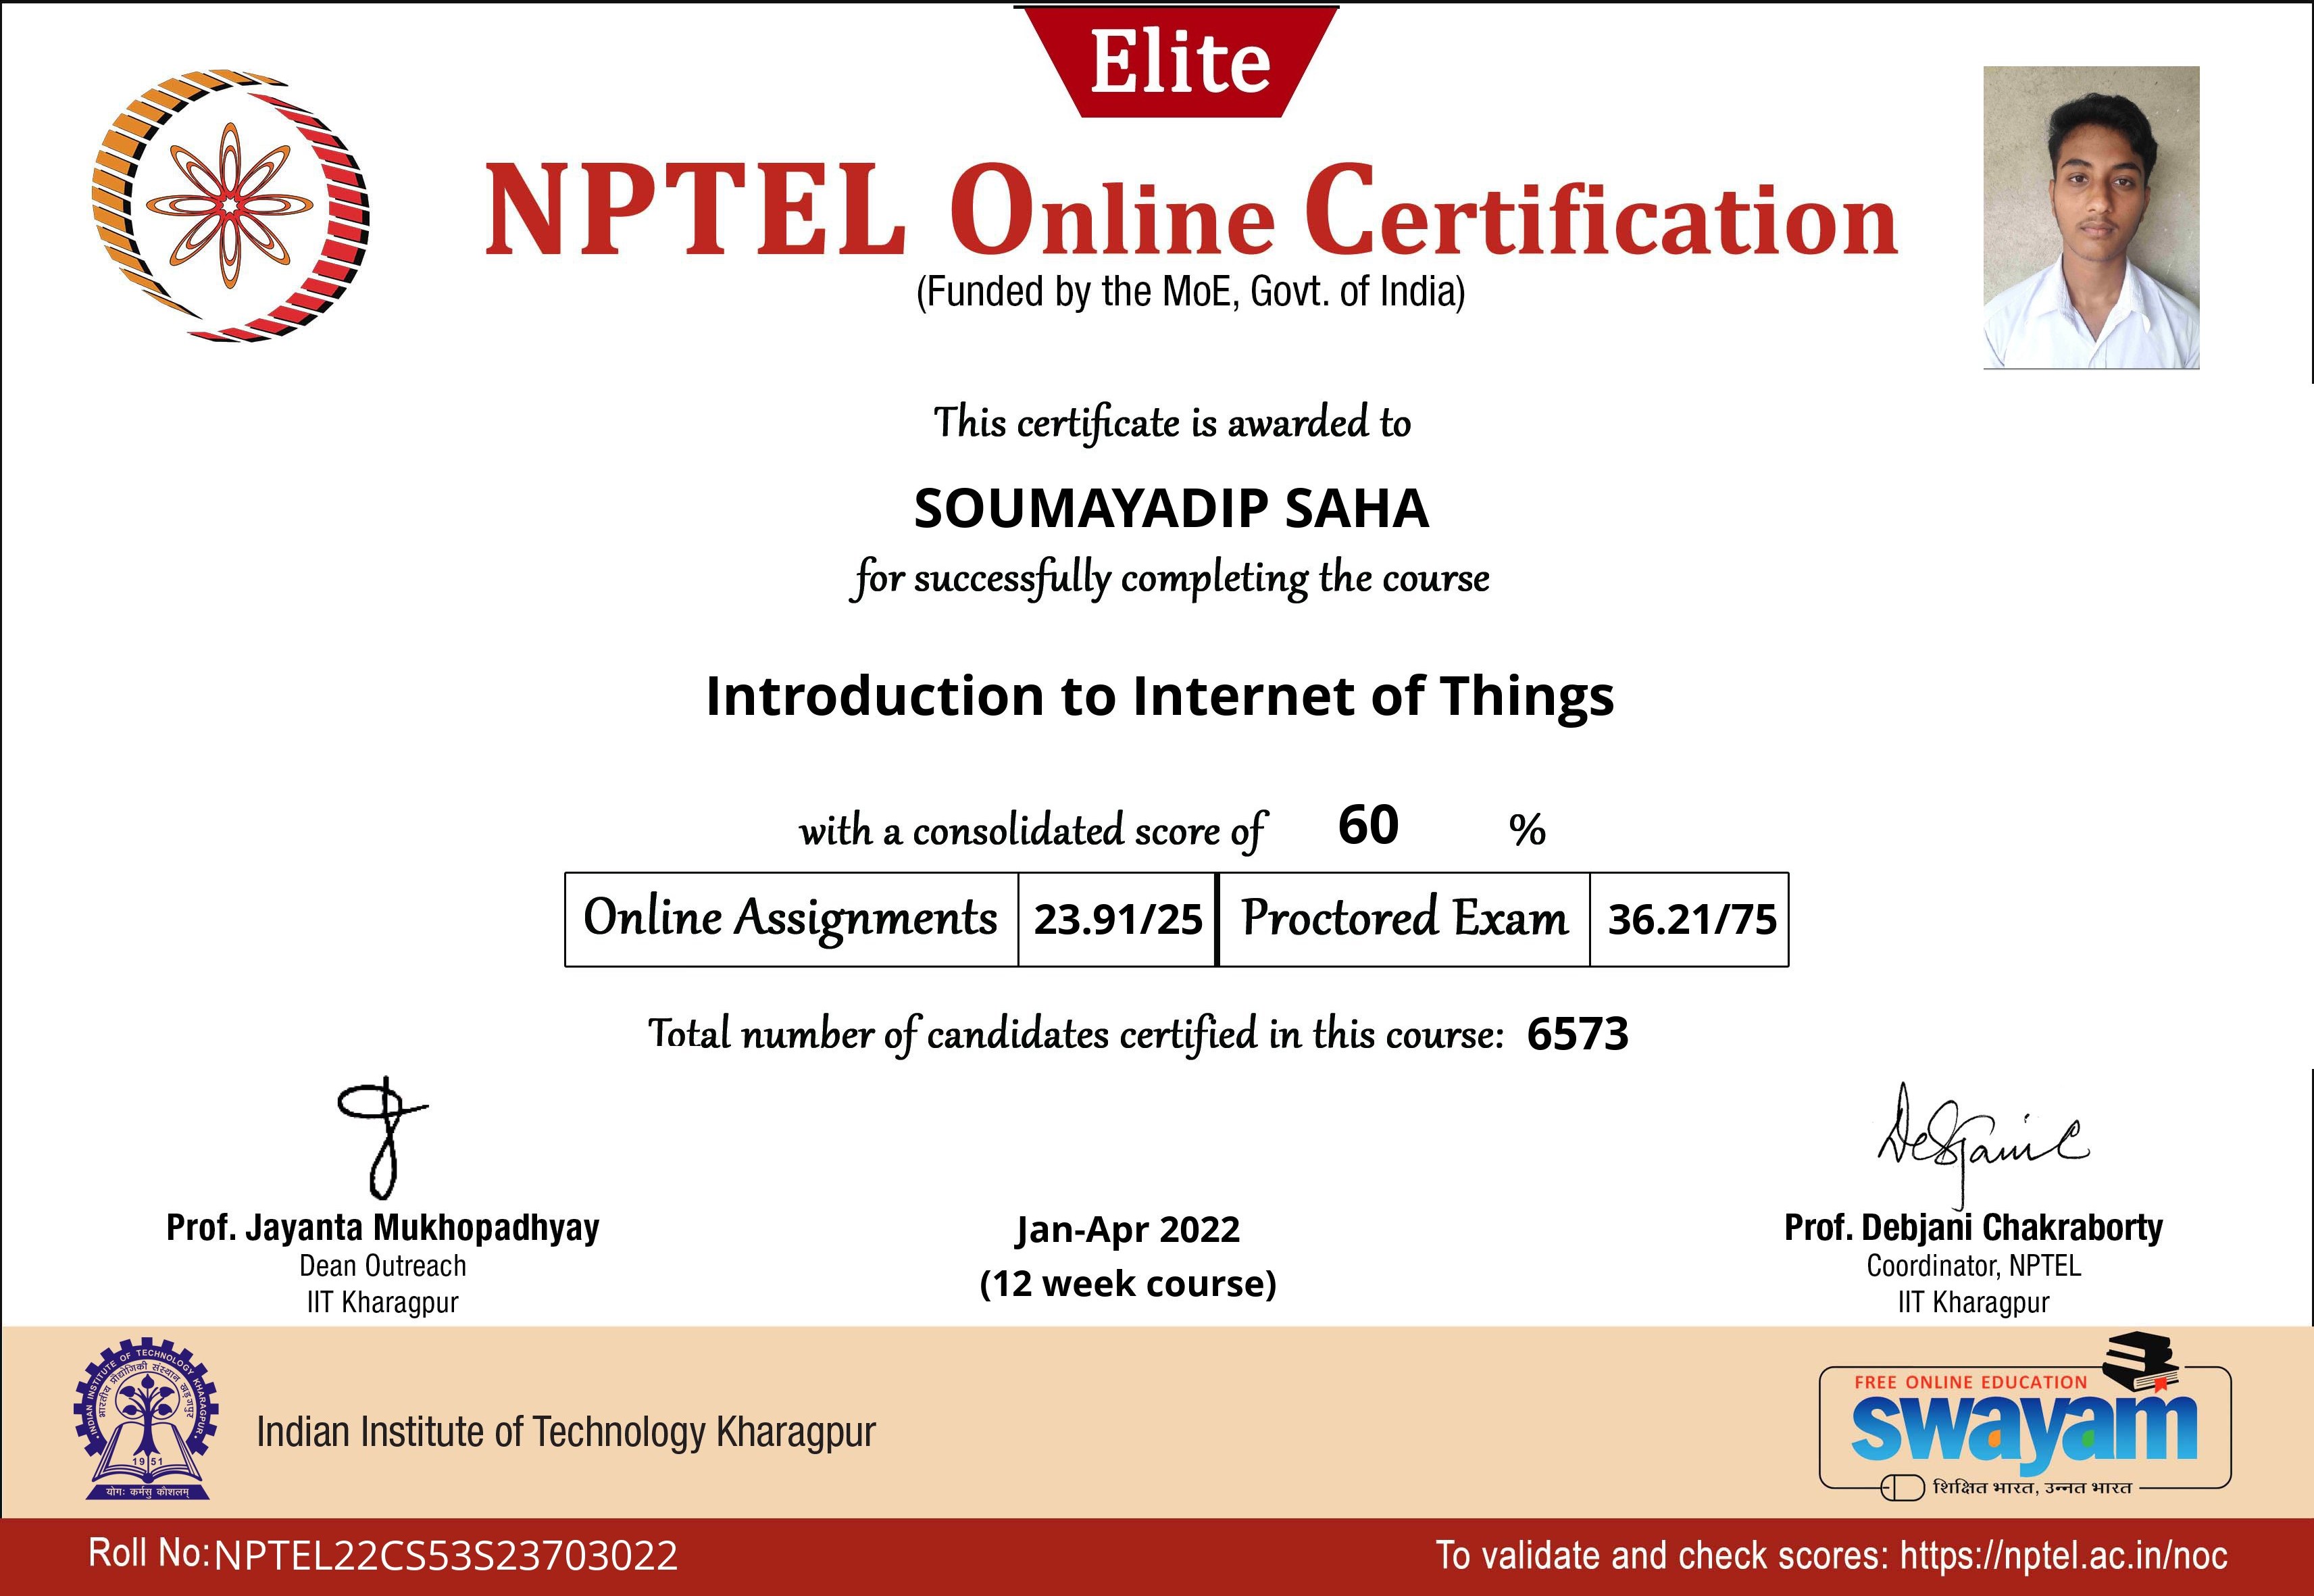 Elite
NPTEL Online Certification
(Funded by the MoE, Govt. of India)
This certificate is awarded to
SOUMAYADIP SAHA
for successfully completing the course
Introduction to Internet of Things
with a consolidated score of 60 %
Online Assignments 23.91/25 Proctored Exam 36.21/75
Total number of candidates certified in this course: 6573
Prof. Jayanta Mukhopadhyay
Dean Outreach
IIT Kharagpur
Jan-Apr 2022
(12 week course)
Debjani C
Prof. Debjani Chakraborty
Coordinator, NPTEL
IIT Kharagpur
INDIAN INSTITUTE OF TECHNOLOGY KHARAGPUR
भारतीय प्रौद्योगिकी संस्थान खड़गपुर
1951
योगः कर्मसु कौशलम्
Indian Institute of Technology Kharagpur
FREE ONLINE EDUCATION
swayam
शिक्षित भारत, उन्नत भारत
Roll No:NPTEL22CS53S23703022
To validate and check scores: https://nptel.ac.in/noc